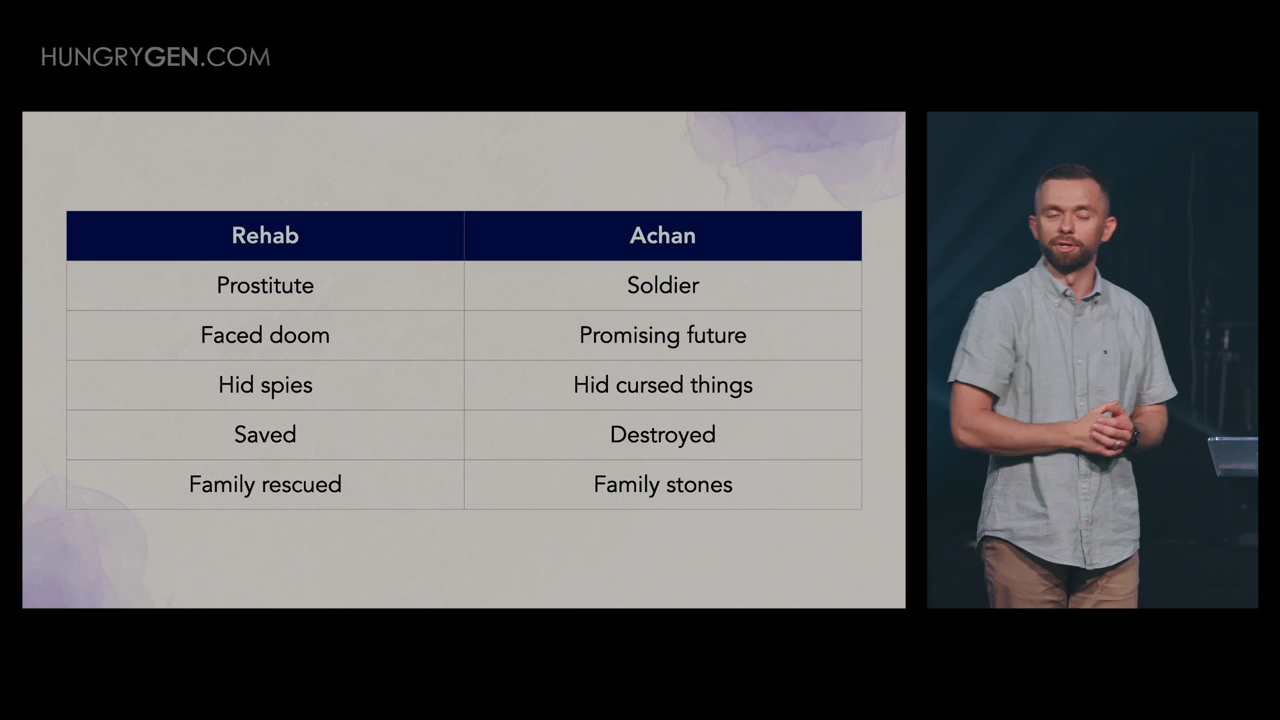 HUNGRYGEN.COM
Rehab Achan
Prostitute Soldier
Faced doom Promising future
Hid spies Hid cursed things
Saved Destroyed
Family rescued Family stones